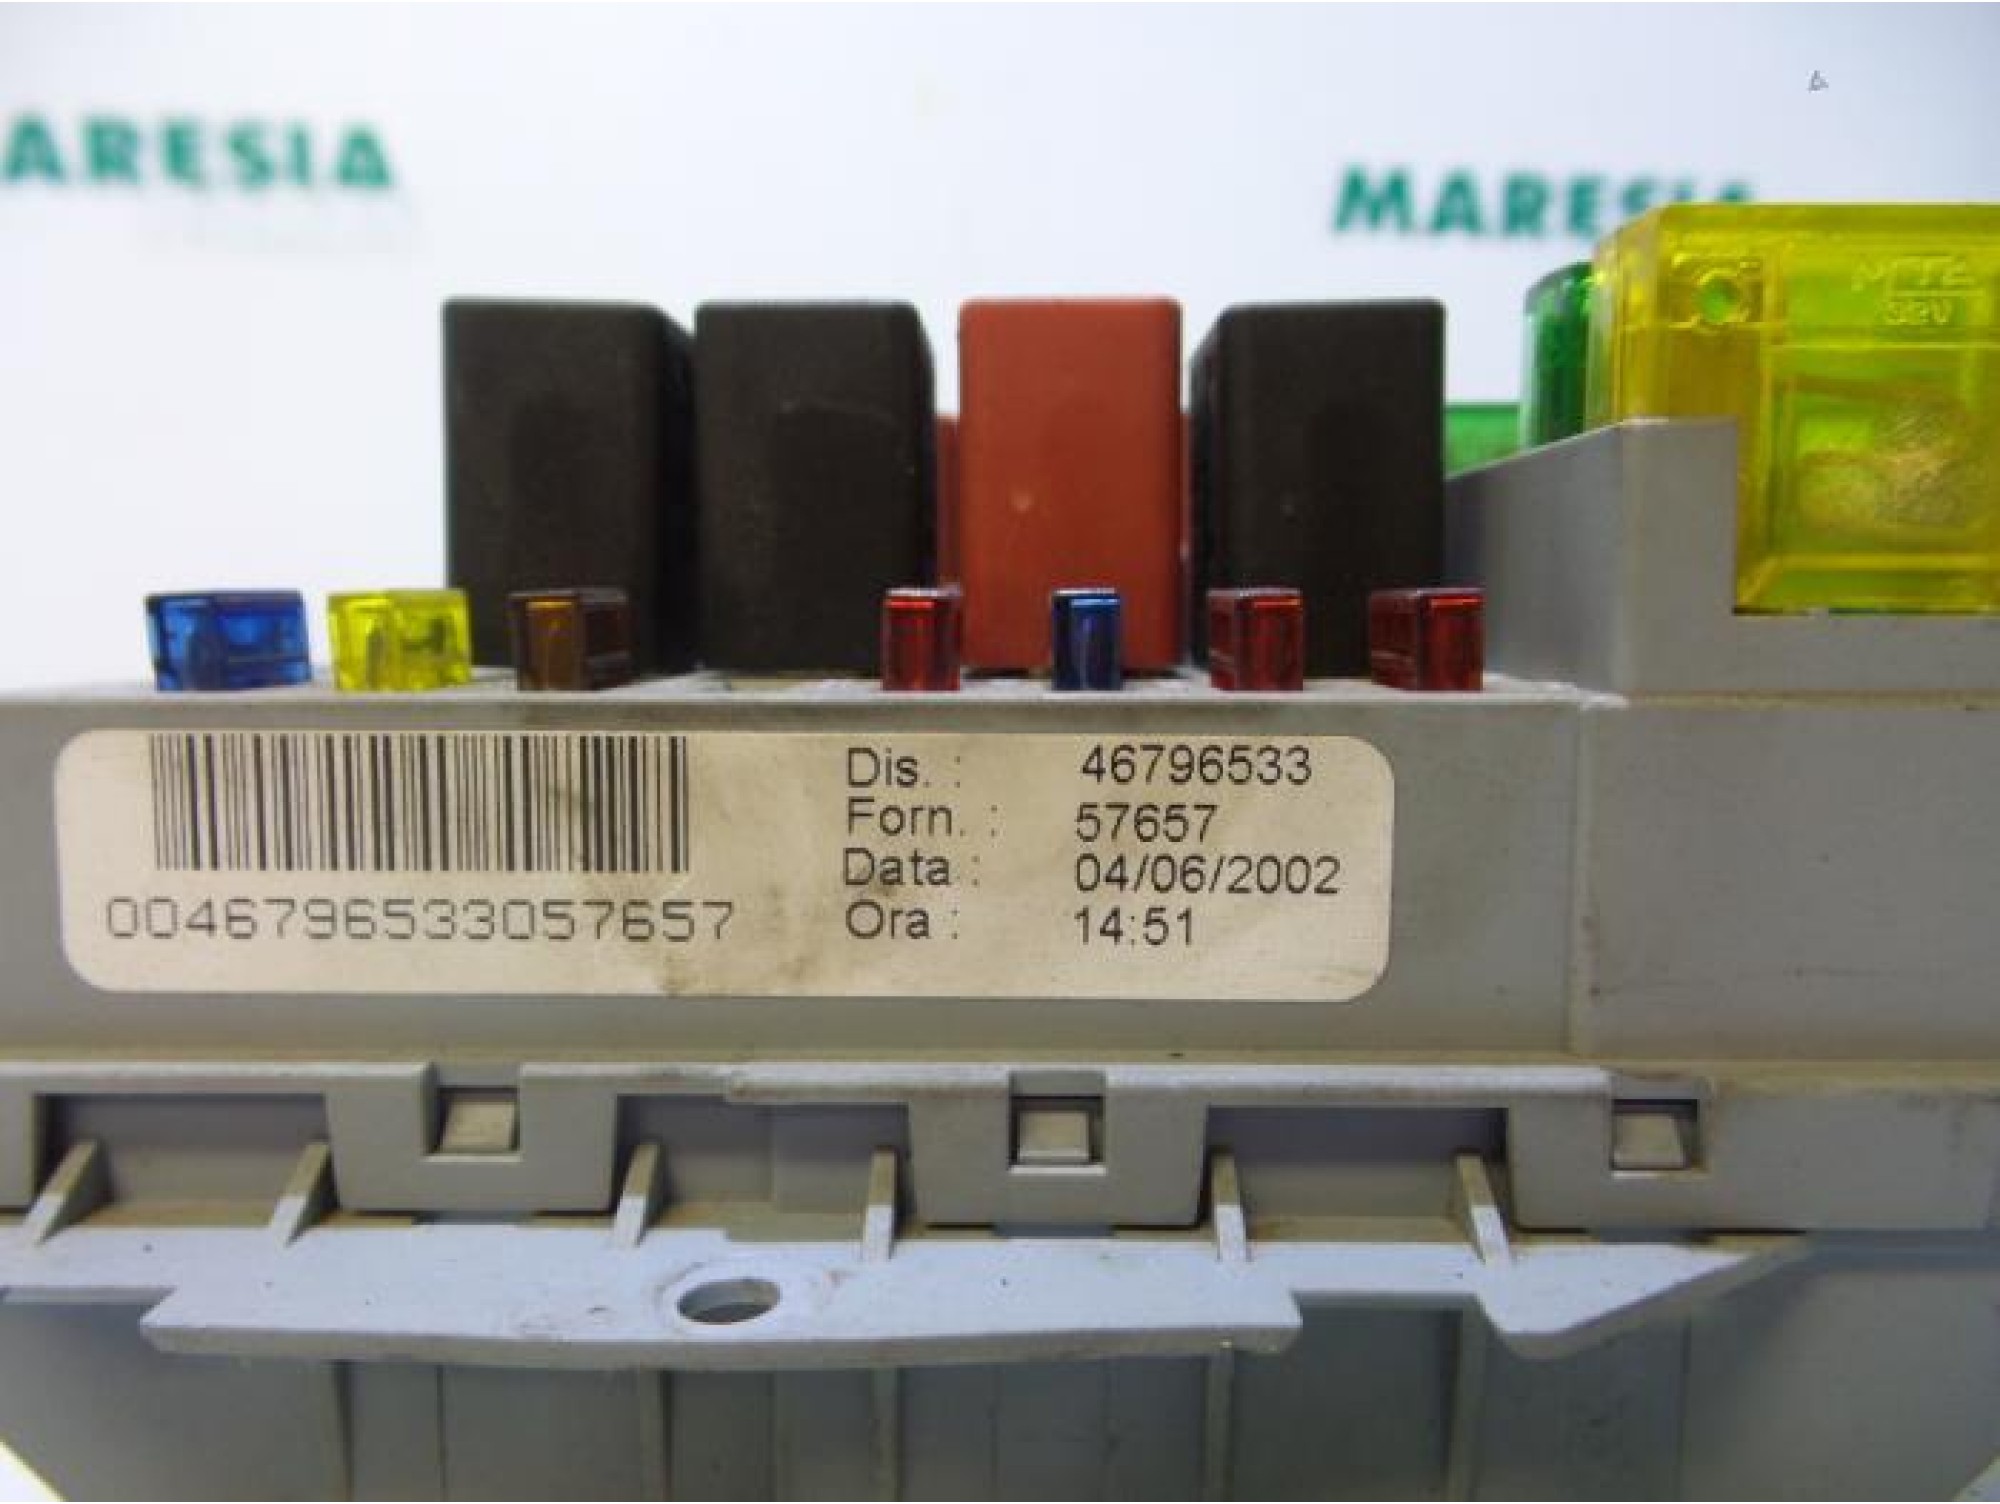 MARESIA
MARESIA
Dis. : 46796533
Forn. : 57657
Data : 04/06/2002
Ora : 14:51
0046796533057657